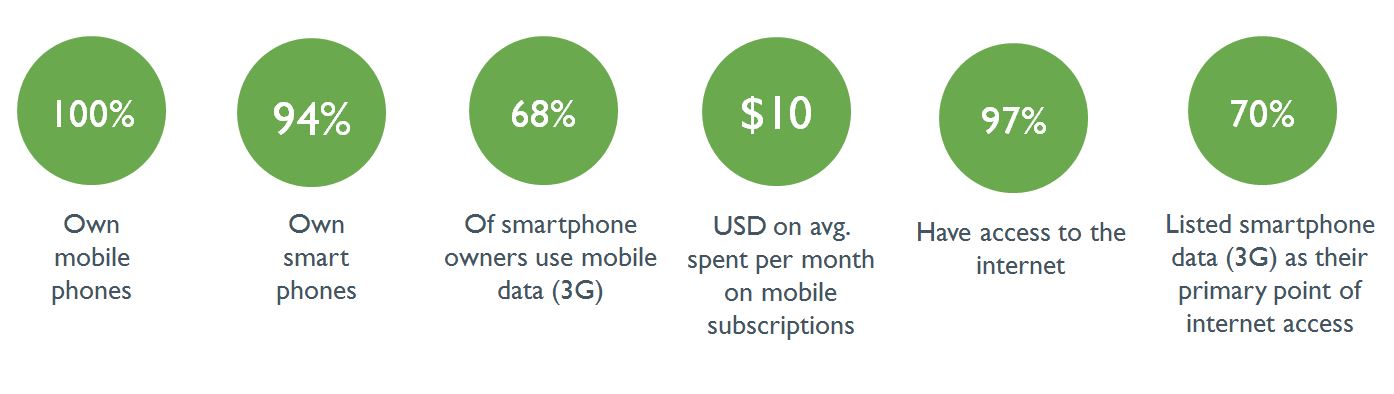 100%
Own
mobile
phones
94%
Own
smart
phones
68%
Of smartphone
owners use mobile
data (3G)
$10
USD on avg.
spent per month
on mobile
subscriptions
97%
Have access to the
internet
70%
Listed smartphone
data (3G) as their
primary point of
internet access